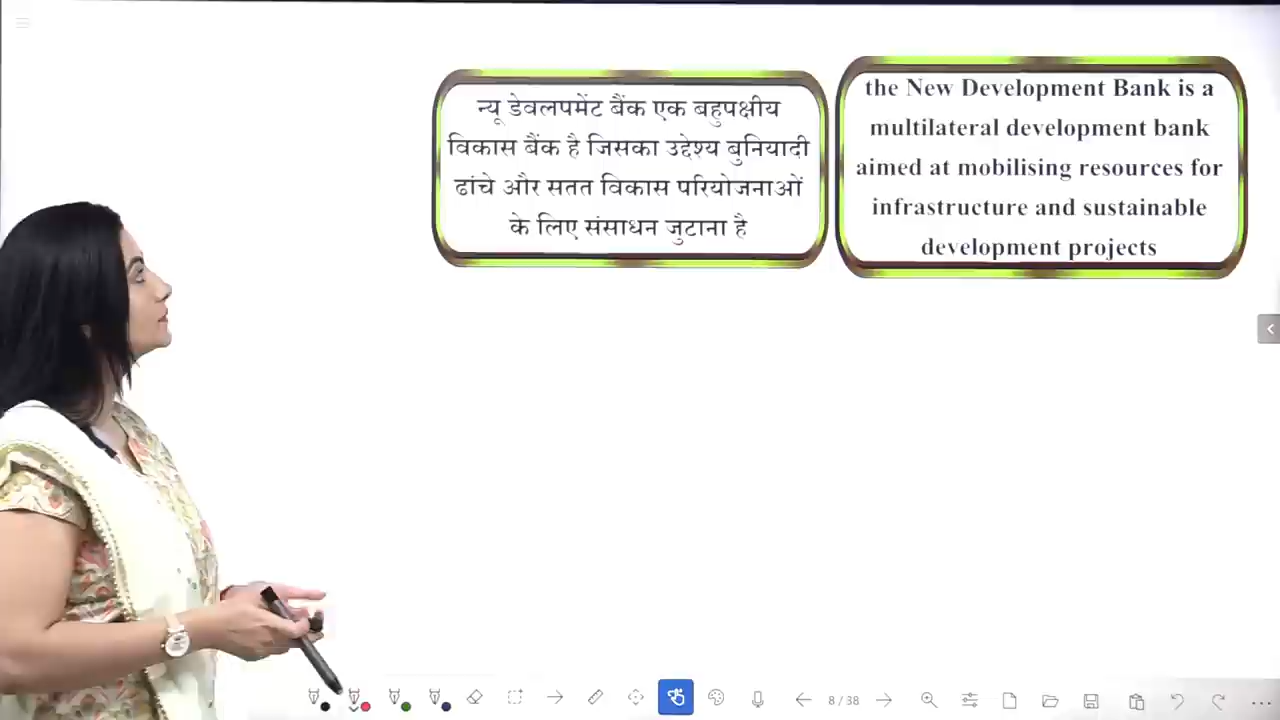 न्यू डेवलपमेंट बैंक एक बहुपक्षीय
विकास बैंक है जिसका उद्देश्य बुनियादी
ढांचे और सतत विकास परियोजनाओं
के लिए संसाधन जुटाना है
the New Development Bank is a
multilateral development bank
aimed at mobilising resources for
infrastructure and sustainable
development projects
8 / 38